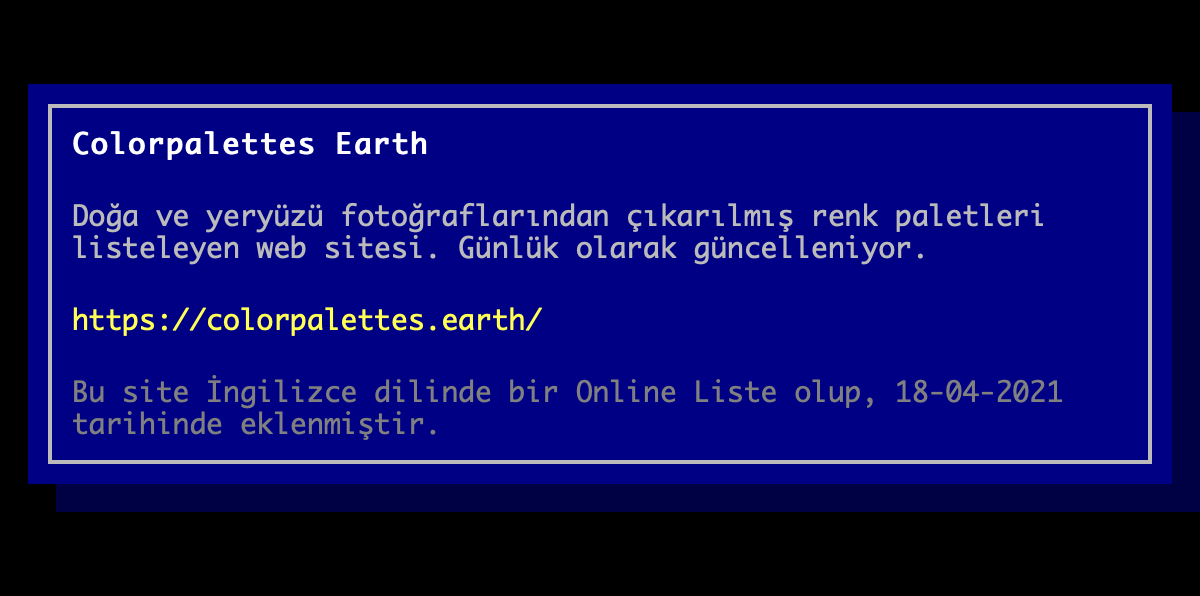 Colorpalettes Earth
Doğa ve yeryüzü fotoğraflarından çıkarılmış renk paletleri
listeleyen web sitesi. Günlük olarak güncelleniyor.
https://colorpalettes.earth/
Bu site İngilizce dilinde bir Online Liste olup, 18-04-2021
tarihinde eklenmiştir.